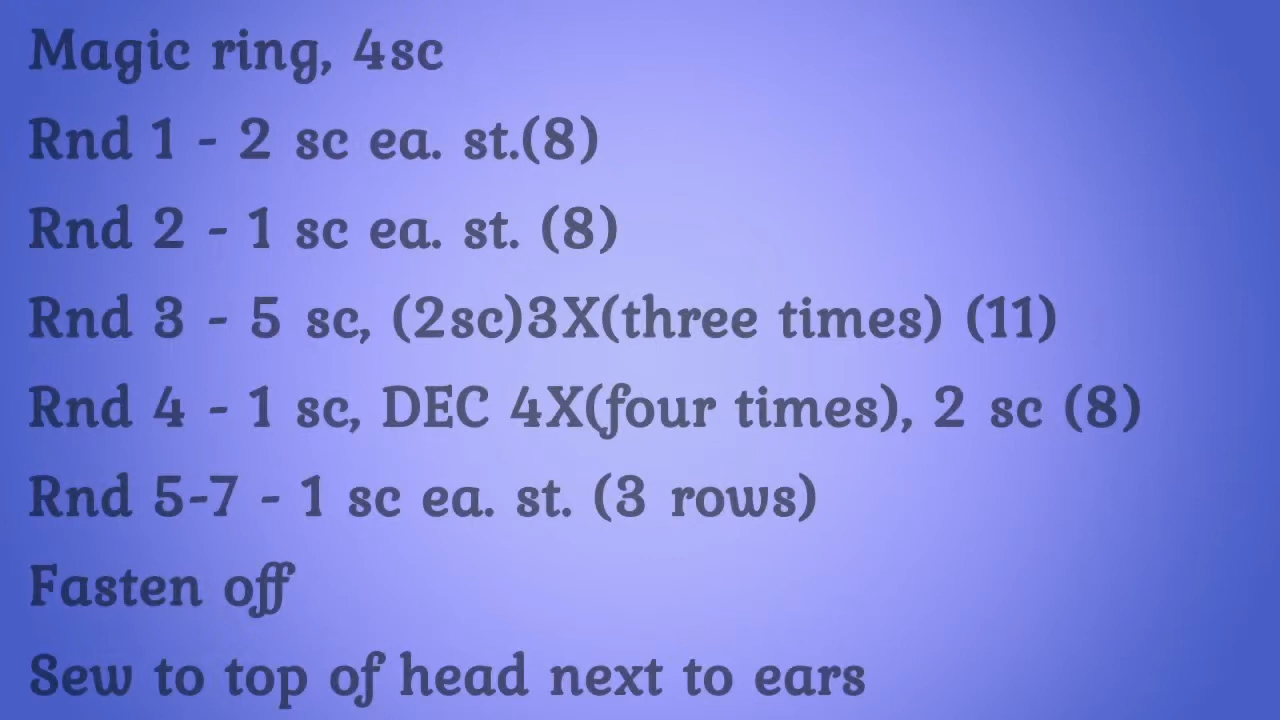 Magic ring, 4sc
Rnd 1 - 2 sc ea. st.(8)
Rnd 2 - 1 sc ea. st. (8)
Rnd 3 - 5 sc, (2sc)3X(three times) (11)
Rnd 4 - 1 sc, DEC 4X(four times), 2 sc (8)
Rnd 5-7 - 1 sc ea. st. (3 rows)
Fasten off
Sew to top of head next to ears